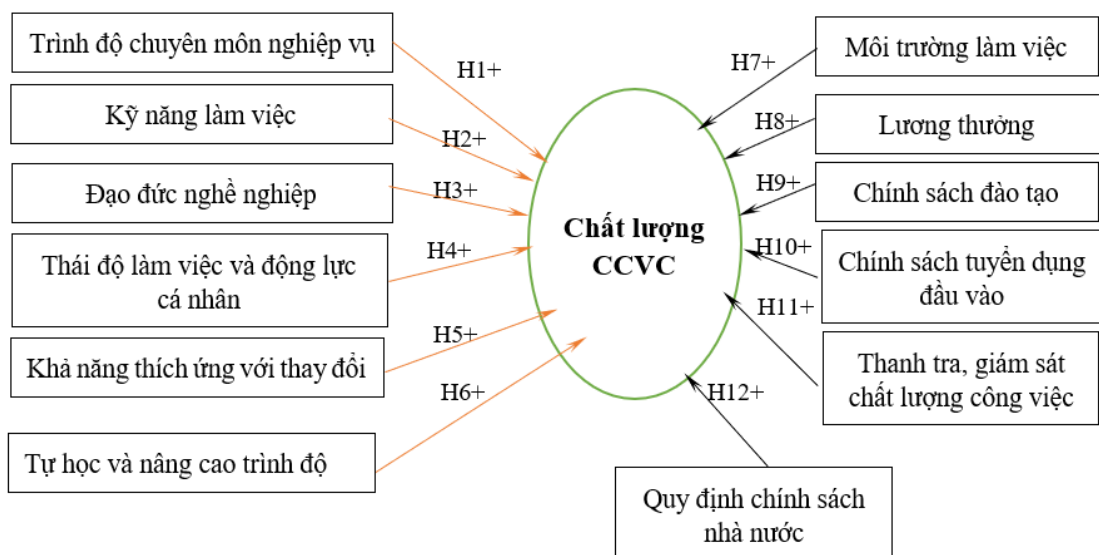 Trình độ chuyên môn nghiệp vụ
H1+
Kỹ năng làm việc
H2+
Đạo đức nghề nghiệp
H3+
Thái độ làm việc và động lực
cá nhân
H4+
Khả năng thích ứng với thay đổi
H5+
Tự học và nâng cao trình độ
H6+
Chất lượng
CCVC
H7+
Môi trường làm việc
H8+
Lương thưởng
H9+
Chính sách đào tạo
H10+
Chính sách tuyển dụng
đầu vào
H11+
Thanh tra, giám sát
chất lượng công việc
H12+
Quy định chính sách
nhà nước